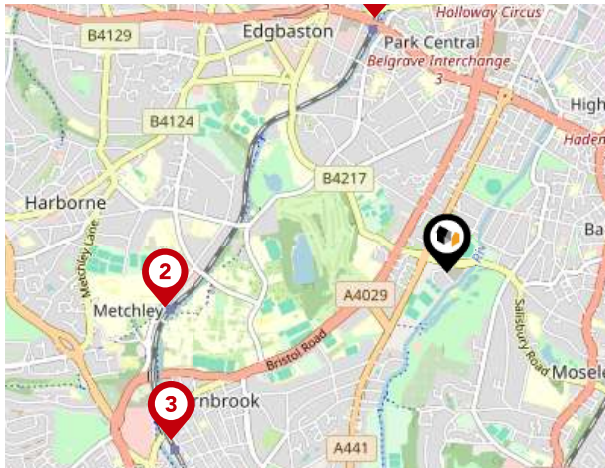 Holloway Circus
B4129
Edgbaston
Park Central
Belgrave Interchange
3
High
B4124
Haden
B4217
Harborne
Metchley Lane
Ba
2
Metchley
A4029
Bristol Road
Salisbury Road
Mosele
3
rnbrook
A441